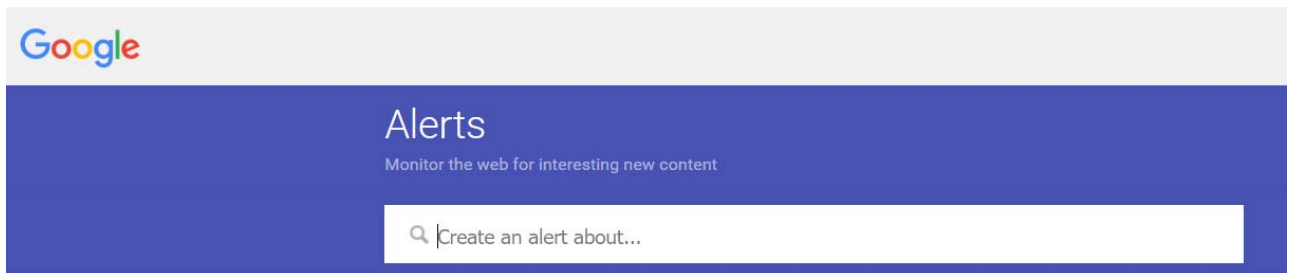 Google
Alerts
Monitor the web for interesting new content
Create an alert about...